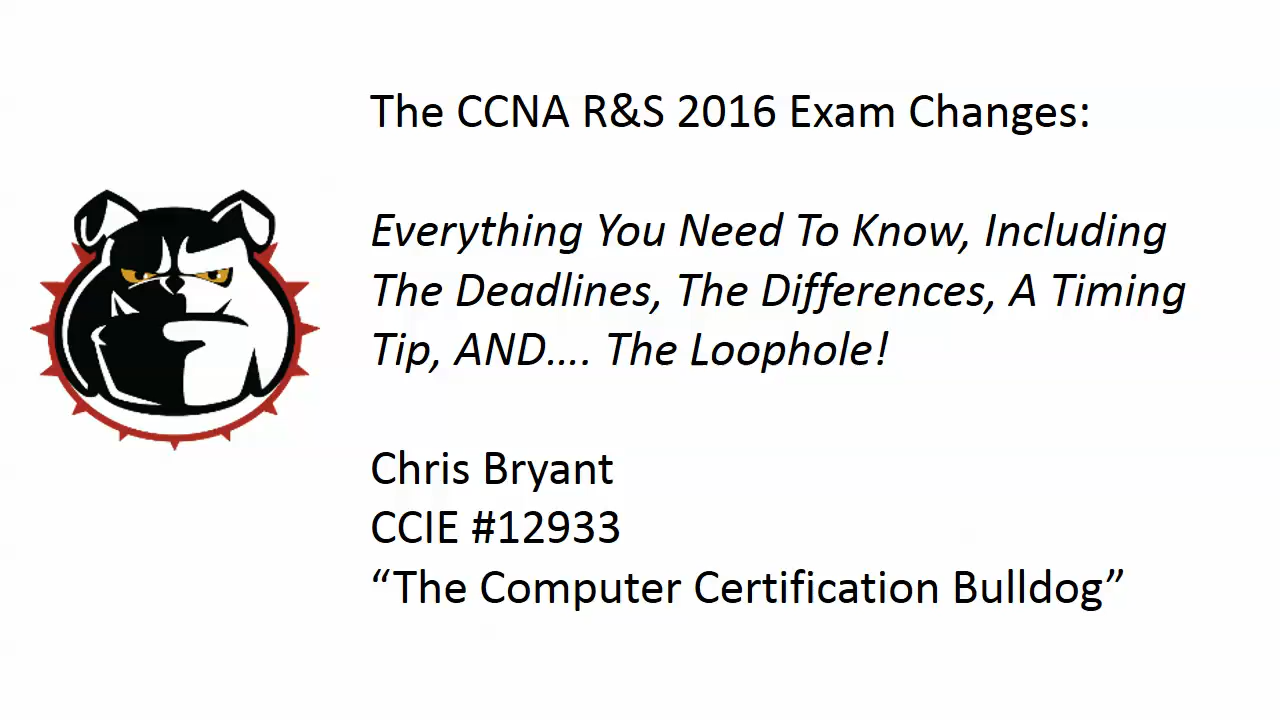 The CCNA R&S 2016 Exam Changes:
Everything You Need To Know, Including
The Deadlines, The Differences, A Timing
Tip, AND.... The Loophole!
Chris Bryant
CCIE #12933
“The Computer Certification Bulldog”